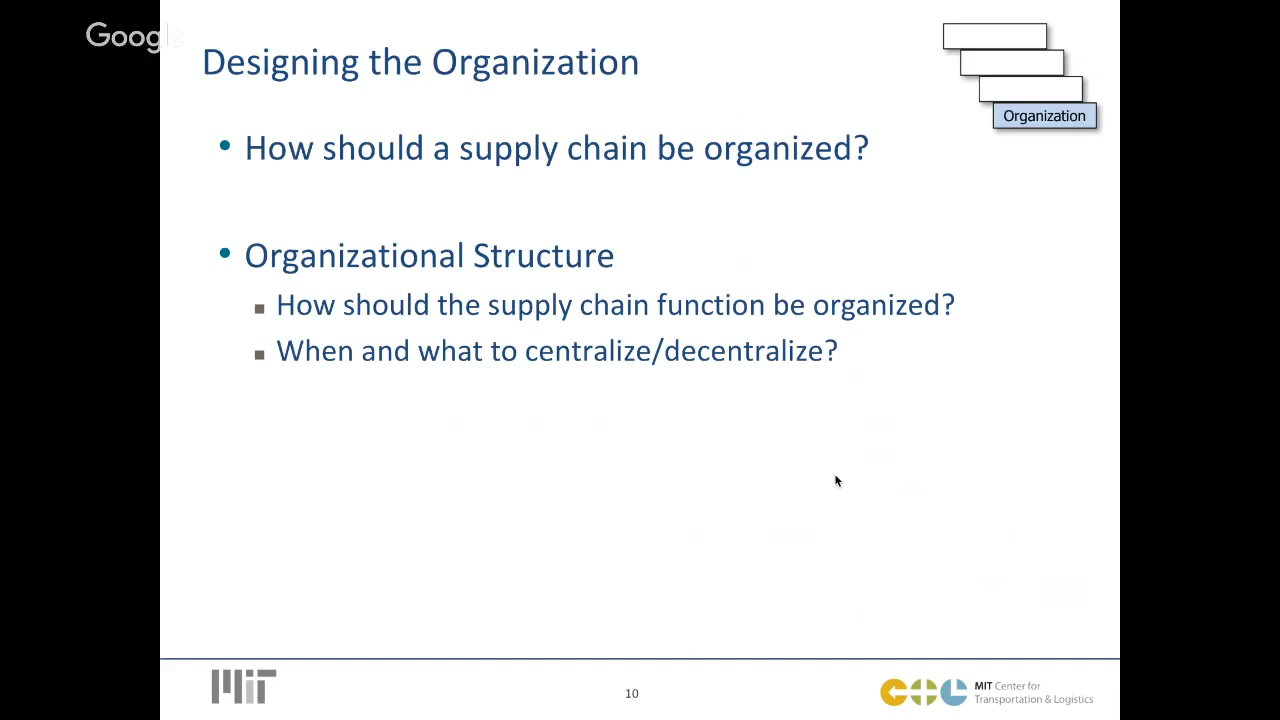 Google
Designing the Organization
Organization
• How should a supply chain be organized?
• Organizational Structure
▪ How should the supply chain function be organized?
▪ When and what to centralize/decentralize?
MIT
10
MIT Center for
Transportation & Logistics